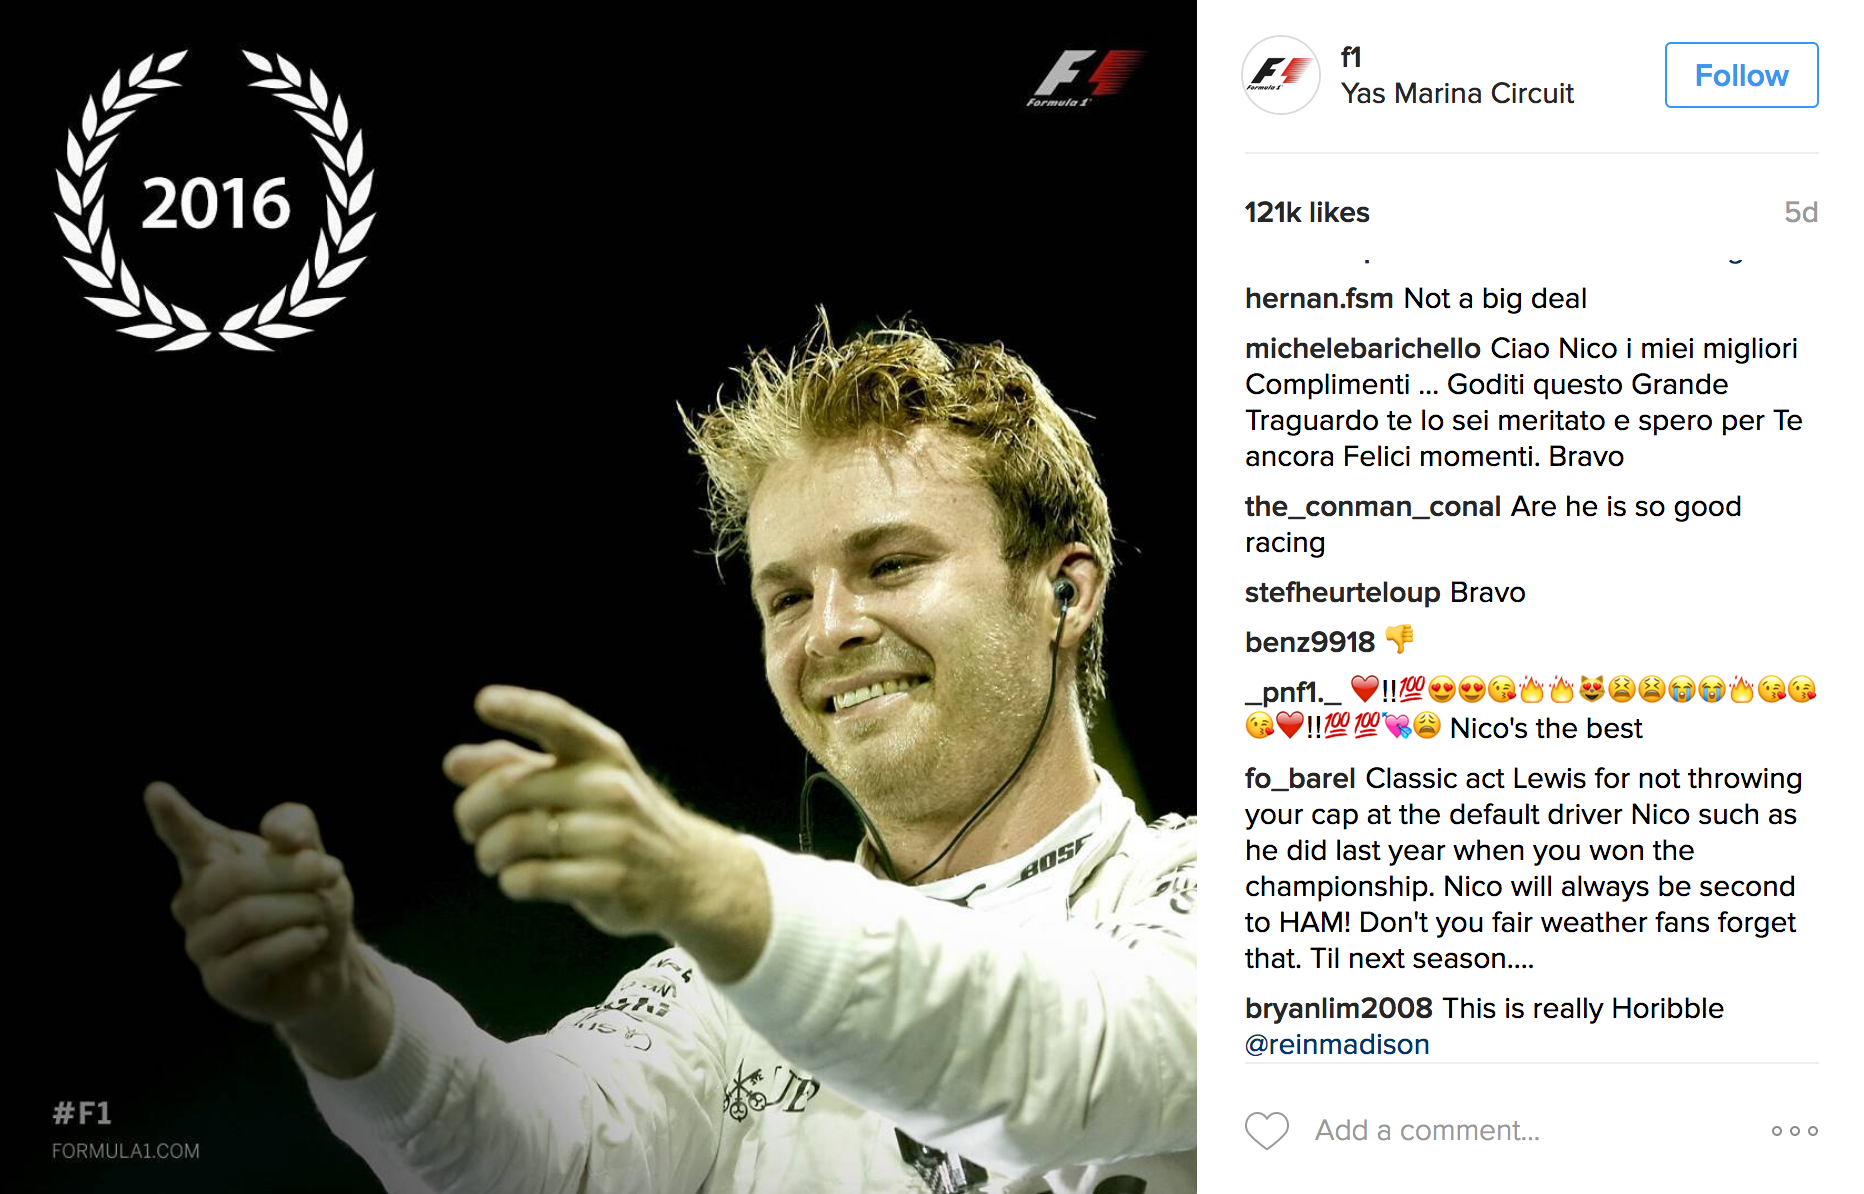 2016
F1
Formula 1
BOSE
#F1
FORMULA1.COM
Formula 1
f1
Yas Marina Circuit
Follow
121k likes
5d
hernan.fsm Not a big deal
michelebarichello Ciao Nico i miei migliori
Complimenti ... Goditi questo Grande
Traguardo te lo sei meritato e spero per Te
ancora Felici momenti. Bravo
the_conman_conal Are he is so good
racing
stefheurteloup Bravo
benz9918 👎
_pnf1._ ❤️!!💯😍😍😘🔥🔥😻😫😫😭😭🔥😘😘
😘❤️!!💯💯💘😩 Nico's the best
fo_barel Classic act Lewis for not throwing
your cap at the default driver Nico such as
he did last year when you won the
championship. Nico will always be second
to HAM! Don't you fair weather fans forget
that. Til next season....
bryanlim2008 This is really Horibble
@reinmadison
Add a comment...